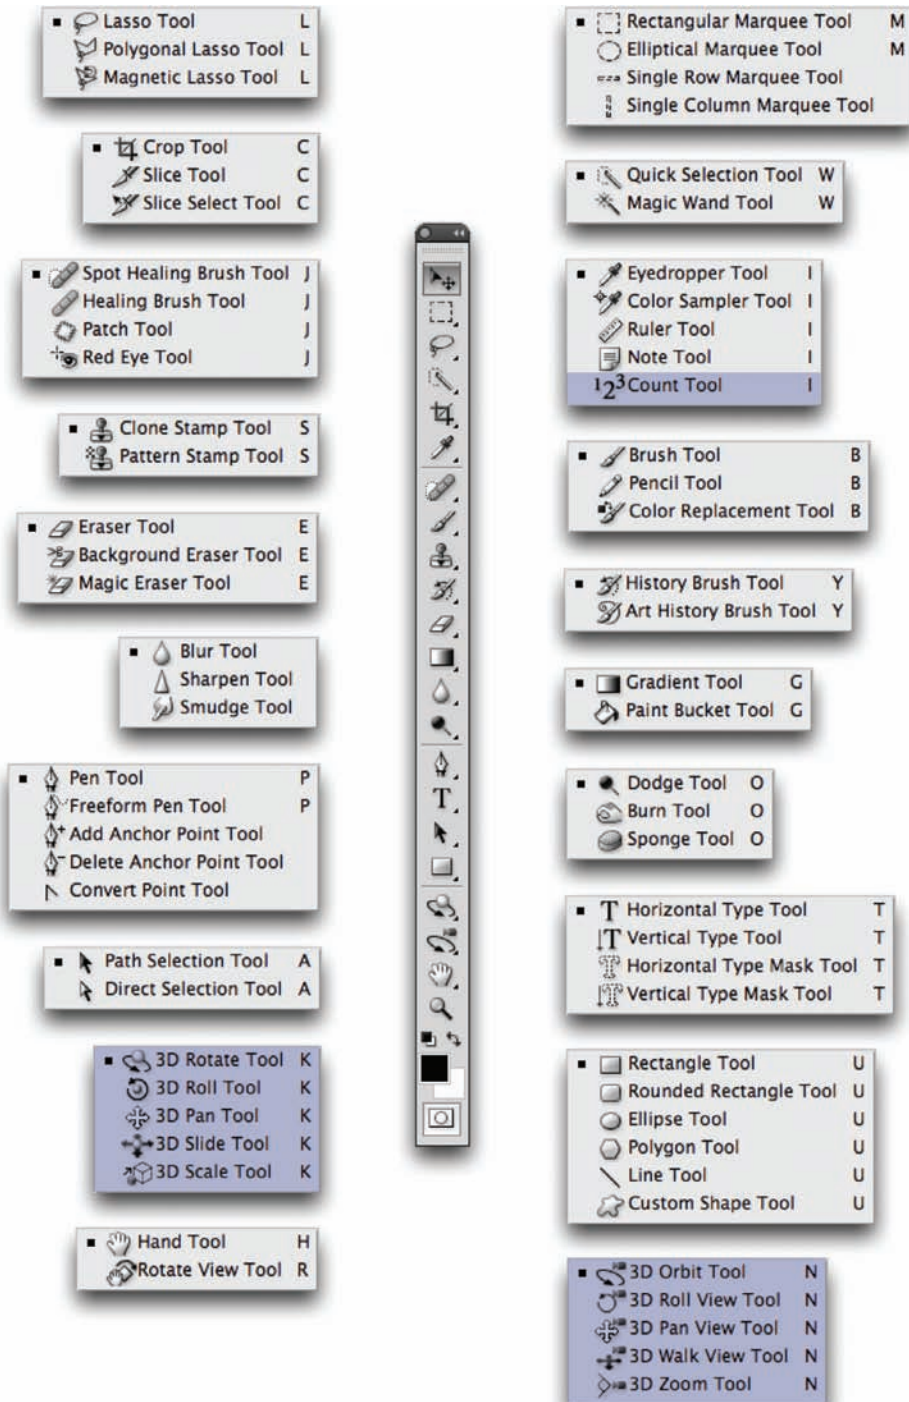 Lasso Tool L
Polygonal Lasso Tool L
Magnetic Lasso Tool L
Crop Tool C
Slice Tool C
Slice Select Tool C
Spot Healing Brush Tool J
Healing Brush Tool J
Patch Tool J
Red Eye Tool J
Clone Stamp Tool S
Pattern Stamp Tool S
Eraser Tool E
Background Eraser Tool E
Magic Eraser Tool E
Blur Tool
Sharpen Tool
Smudge Tool
Pen Tool P
Freeform Pen Tool P
Add Anchor Point Tool
Delete Anchor Point Tool
Convert Point Tool
Path Selection Tool A
Direct Selection Tool A
3D Rotate Tool K
3D Roll Tool K
3D Pan Tool K
3D Slide Tool K
3D Scale Tool K
Hand Tool H
Rotate View Tool R
Rectangular Marquee Tool M
Elliptical Marquee Tool M
Single Row Marquee Tool
Single Column Marquee Tool
Quick Selection Tool W
Magic Wand Tool W
Eyedropper Tool I
Color Sampler Tool I
Ruler Tool I
Note Tool I
123 Count Tool I
Brush Tool B
Pencil Tool B
Color Replacement Tool B
History Brush Tool Y
Art History Brush Tool Y
Gradient Tool G
Paint Bucket Tool G
Dodge Tool O
Burn Tool O
Sponge Tool O
T Horizontal Type Tool T
T Vertical Type Tool T
T Horizontal Type Mask Tool T
T Vertical Type Mask Tool T
Rectangle Tool U
Rounded Rectangle Tool U
Ellipse Tool U
Polygon Tool U
Line Tool U
Custom Shape Tool U
3D Orbit Tool N
3D Roll View Tool N
3D Pan View Tool N
3D Walk View Tool N
3D Zoom Tool N
T